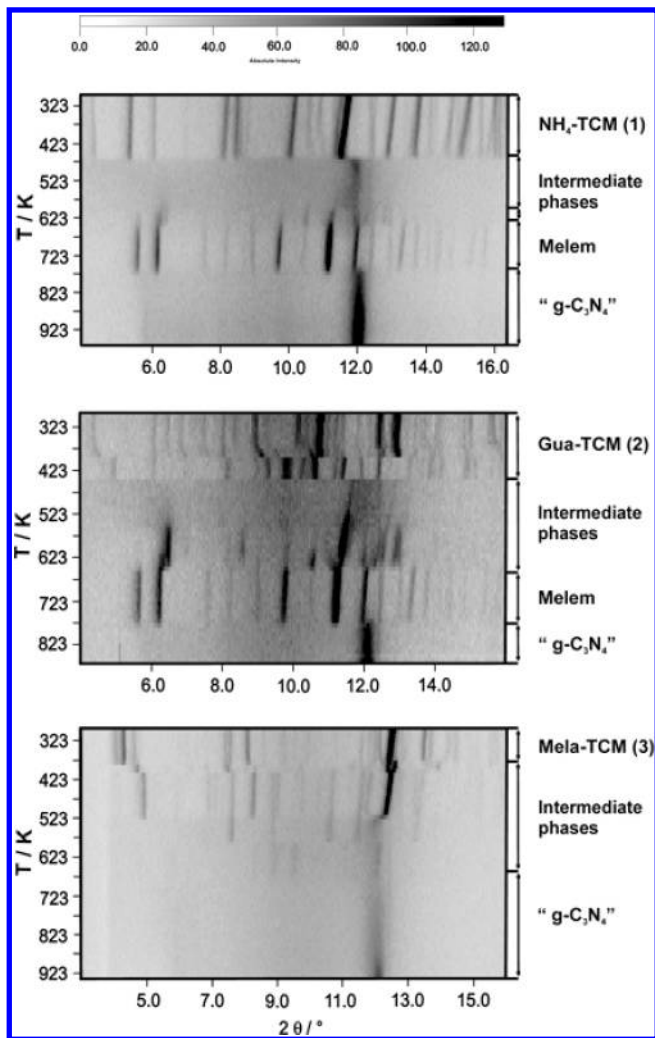 0.0 20.0 40.0 60.0 80.0 100.0 120.0
Absolute Intensity
T / K
323
423
523
623
723
823
923
NH₄-TCM (1)
Intermediate
phases
Melem
“ g-C₃N₄”
6.0 8.0 10.0 12.0 14.0 16.0
T / K
323
423
523
623
723
823
Gua-TCM (2)
Intermediate
phases
Melem
“ g-C₃N₄”
6.0 8.0 10.0 12.0 14.0
T / K
323
423
523
623
723
823
923
Mela-TCM (3)
Intermediate
phases
“ g-C₃N₄”
5.0 7.0 9.0 11.0 13.0 15.0
2 θ / °